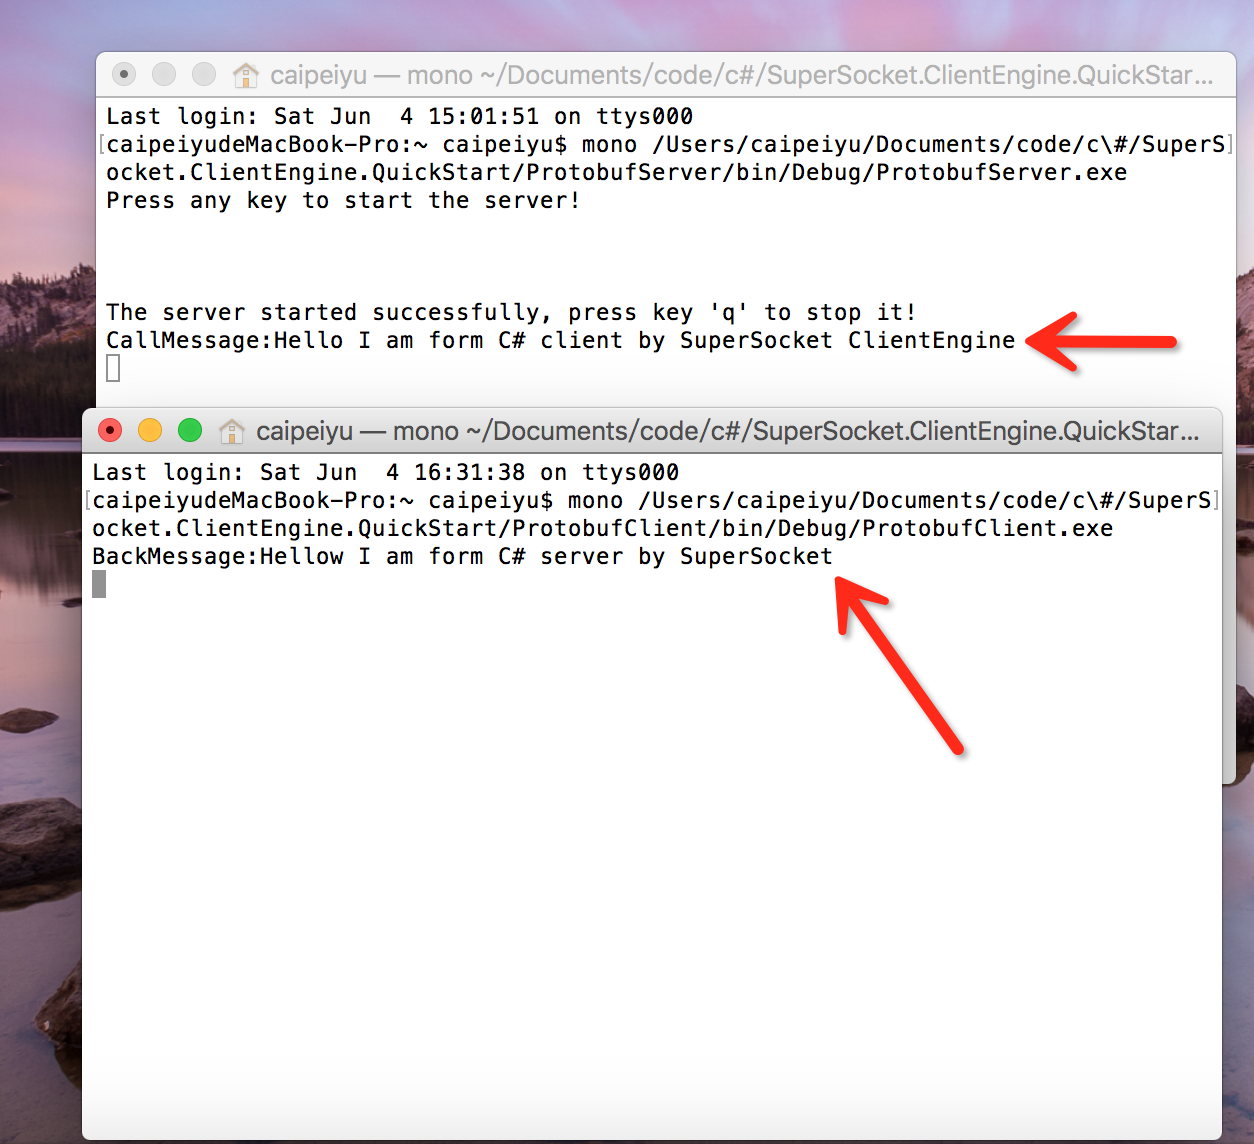 caipeiyu — mono ~/Documents/code/c#/SuperSocket.ClientEngine.QuickStar...
Last login: Sat Jun  4 15:01:51 on ttys000
[caipeiyudeMacBook-Pro:~ caipeiyu$ mono /Users/caipeiyu/Documents/code/c\#/SuperS]
ocket.ClientEngine.QuickStart/ProtobufServer/bin/Debug/ProtobufServer.exe
Press any key to start the server!
The server started successfully, press key 'q' to stop it!
CallMessage:Hello I am form C# client by SuperSocket ClientEngine
caipeiyu — mono ~/Documents/code/c#/SuperSocket.ClientEngine.QuickStar...
Last login: Sat Jun  4 16:31:38 on ttys000
[caipeiyudeMacBook-Pro:~ caipeiyu$ mono /Users/caipeiyu/Documents/code/c\#/SuperS]
ocket.ClientEngine.QuickStart/ProtobufClient/bin/Debug/ProtobufClient.exe
BackMessage:Hellow I am form C# server by SuperSocket